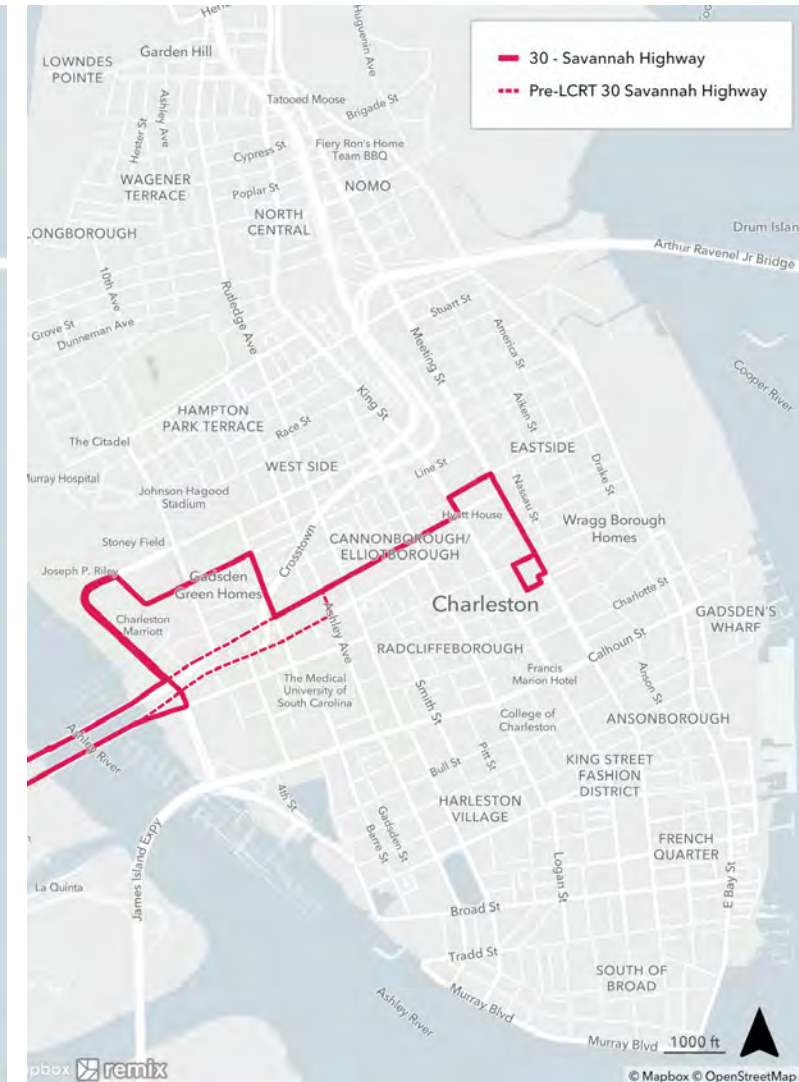 30 - Savannah Highway
Pre-LCRT 30 Savannah Highway
Huguenin Ave
Garden Hill
LOWNDES
POINTE
Tatooed Moose
Ashley Ave
Hester St
Brigade St
Cypress St
Fiery Ron's Home
Team BBQ
WAGENER
TERRACE
Poplar St
NOMO
NORTH
CENTRAL
LONGBOROUGH
Drum Islan
Arthur Ravenel Jr Bridge
10th Ave
Rutledge Ave
Grove St
Dunneman Ave
Stuart St
America St
Meeting St
Cooper River
King St
Aiken St
HAMPTON
PARK TERRACE
Race St
The Citadel
EASTSIDE
WEST SIDE
Line St
Drake St
Murray Hospital
Johnson Hagood
Stadium
Nassau St
Hyatt House
Wragg Borough
Homes
Crosstown
CANNONBOROUGH/
ELLIOTBOROUGH
Stoney Field
Joseph P. Riley
Gadsden
Green Homes
Charleston
Charleston
Marriott
Charlotte St
GADSDEN'S
WHARF
Ashley Ave
RADCLIFFEBOROUGH
Calhoun St
The Medical
University of
South Carolina
Francis
Marion Hotel
Anson St
Smith St
College of
Charleston
ANSONBOROUGH
Ashley River
Pitt St
Bull St
KING STREET
FASHION
DISTRICT
4th St
HARLESTON
VILLAGE
Gadsden St
Barre St
FRENCH
QUARTER
James Island Expy
Logan St
E Bay St
La Quinta
Broad St
Tradd St
SOUTH OF
BROAD
Ashley River
Murray Blvd
Murray Blvd
1000 ft
pbox remix
© Mapbox © OpenStreetMap